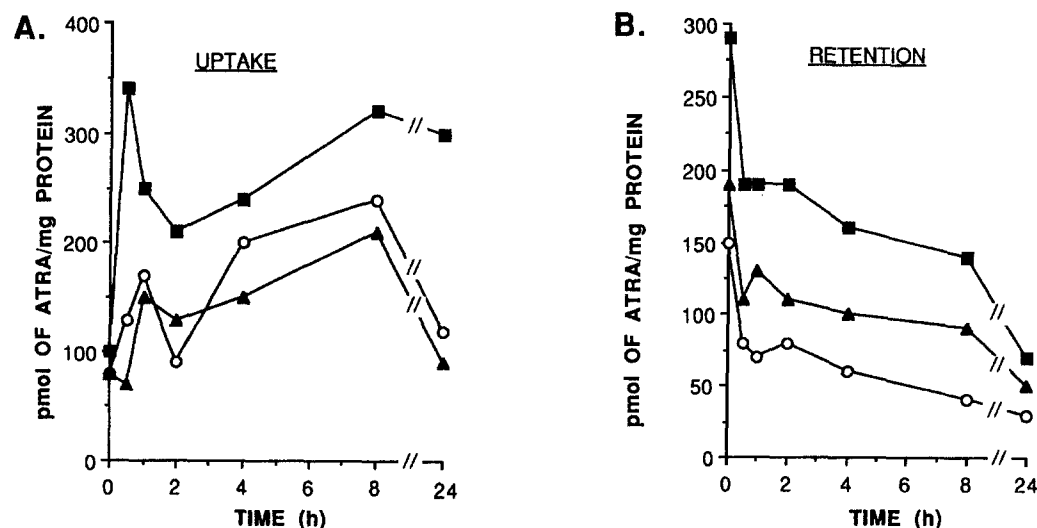 A.
UPTAKE
pmol OF ATRA/mg PROTEIN
400
300
200
100
0
0 2 4 6 8 24
TIME (h)
B.
RETENTION
pmol OF ATRA/mg PROTEIN
300
250
200
150
100
50
0
0 2 4 6 8 24
TIME (h)